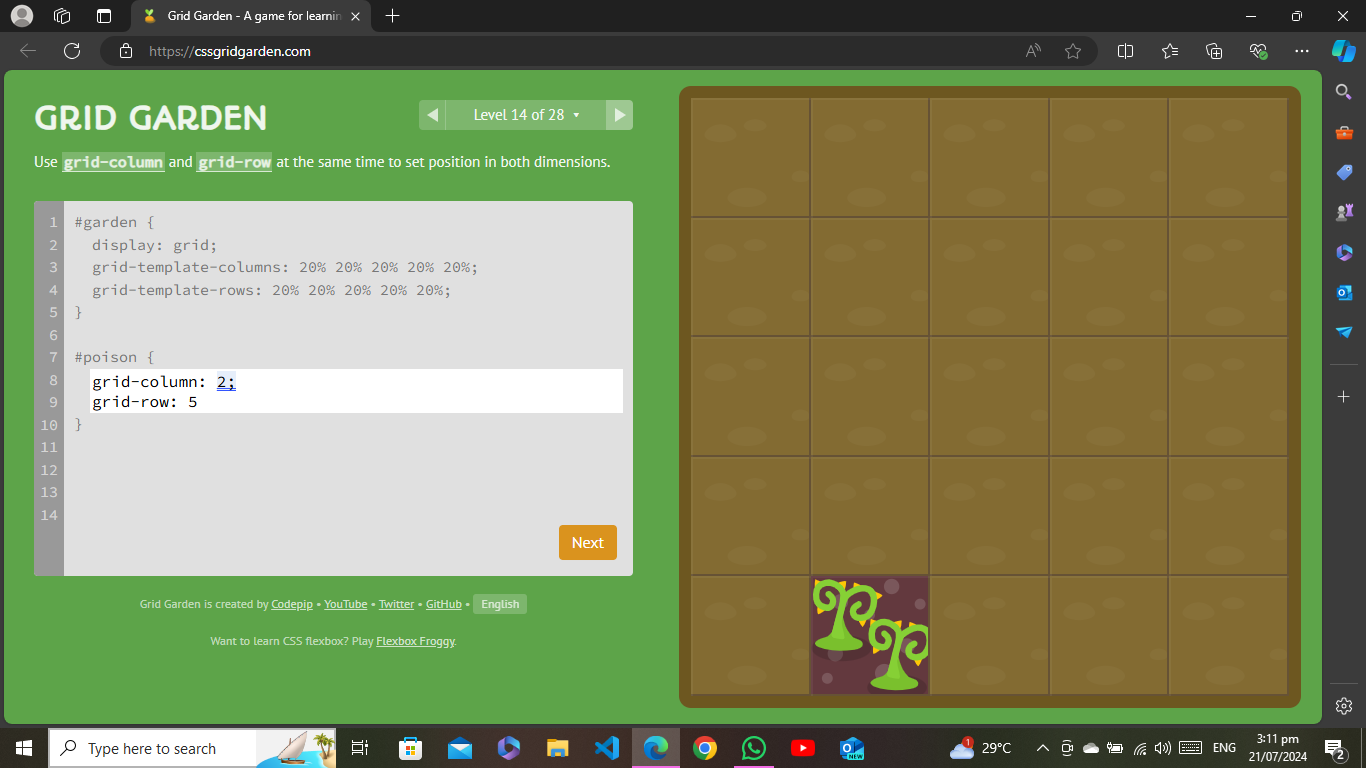 Grid Garden - A game for learnin
https://cssgridgarden.com
GRID GARDEN
Level 14 of 28
Use grid-column and grid-row at the same time to set position in both dimensions.
1 #garden {
2 display: grid;
3 grid-template-columns: 20% 20% 20% 20% 20%;
4 grid-template-rows: 20% 20% 20% 20% 20%;
5 }
6
7 #poison {
8 grid-column: 2;
9 grid-row: 5
10 }
11
12
13
14
Next
Grid Garden is created by Codepip • YouTube • Twitter • GitHub • English
Want to learn CSS flexbox? Play Flexbox Froggy.
Type here to search
NEW
1
29°C
ENG
3:11 pm
21/07/2024
2